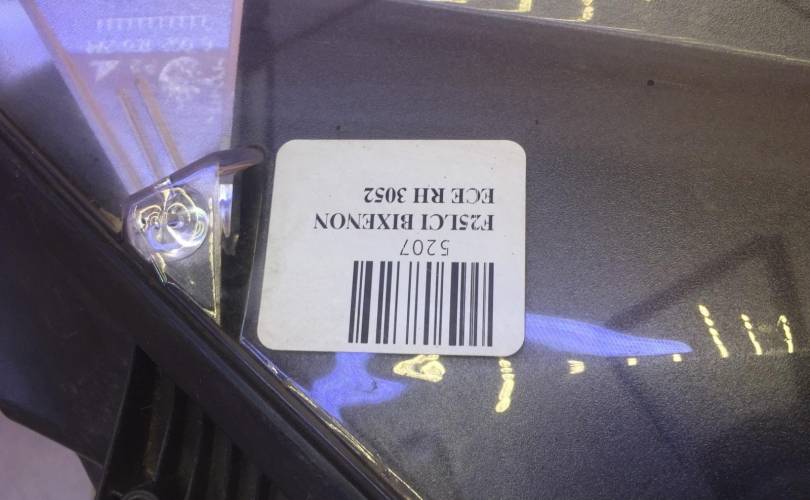 5207
F25LCI BIXENON
ECE RH 3052